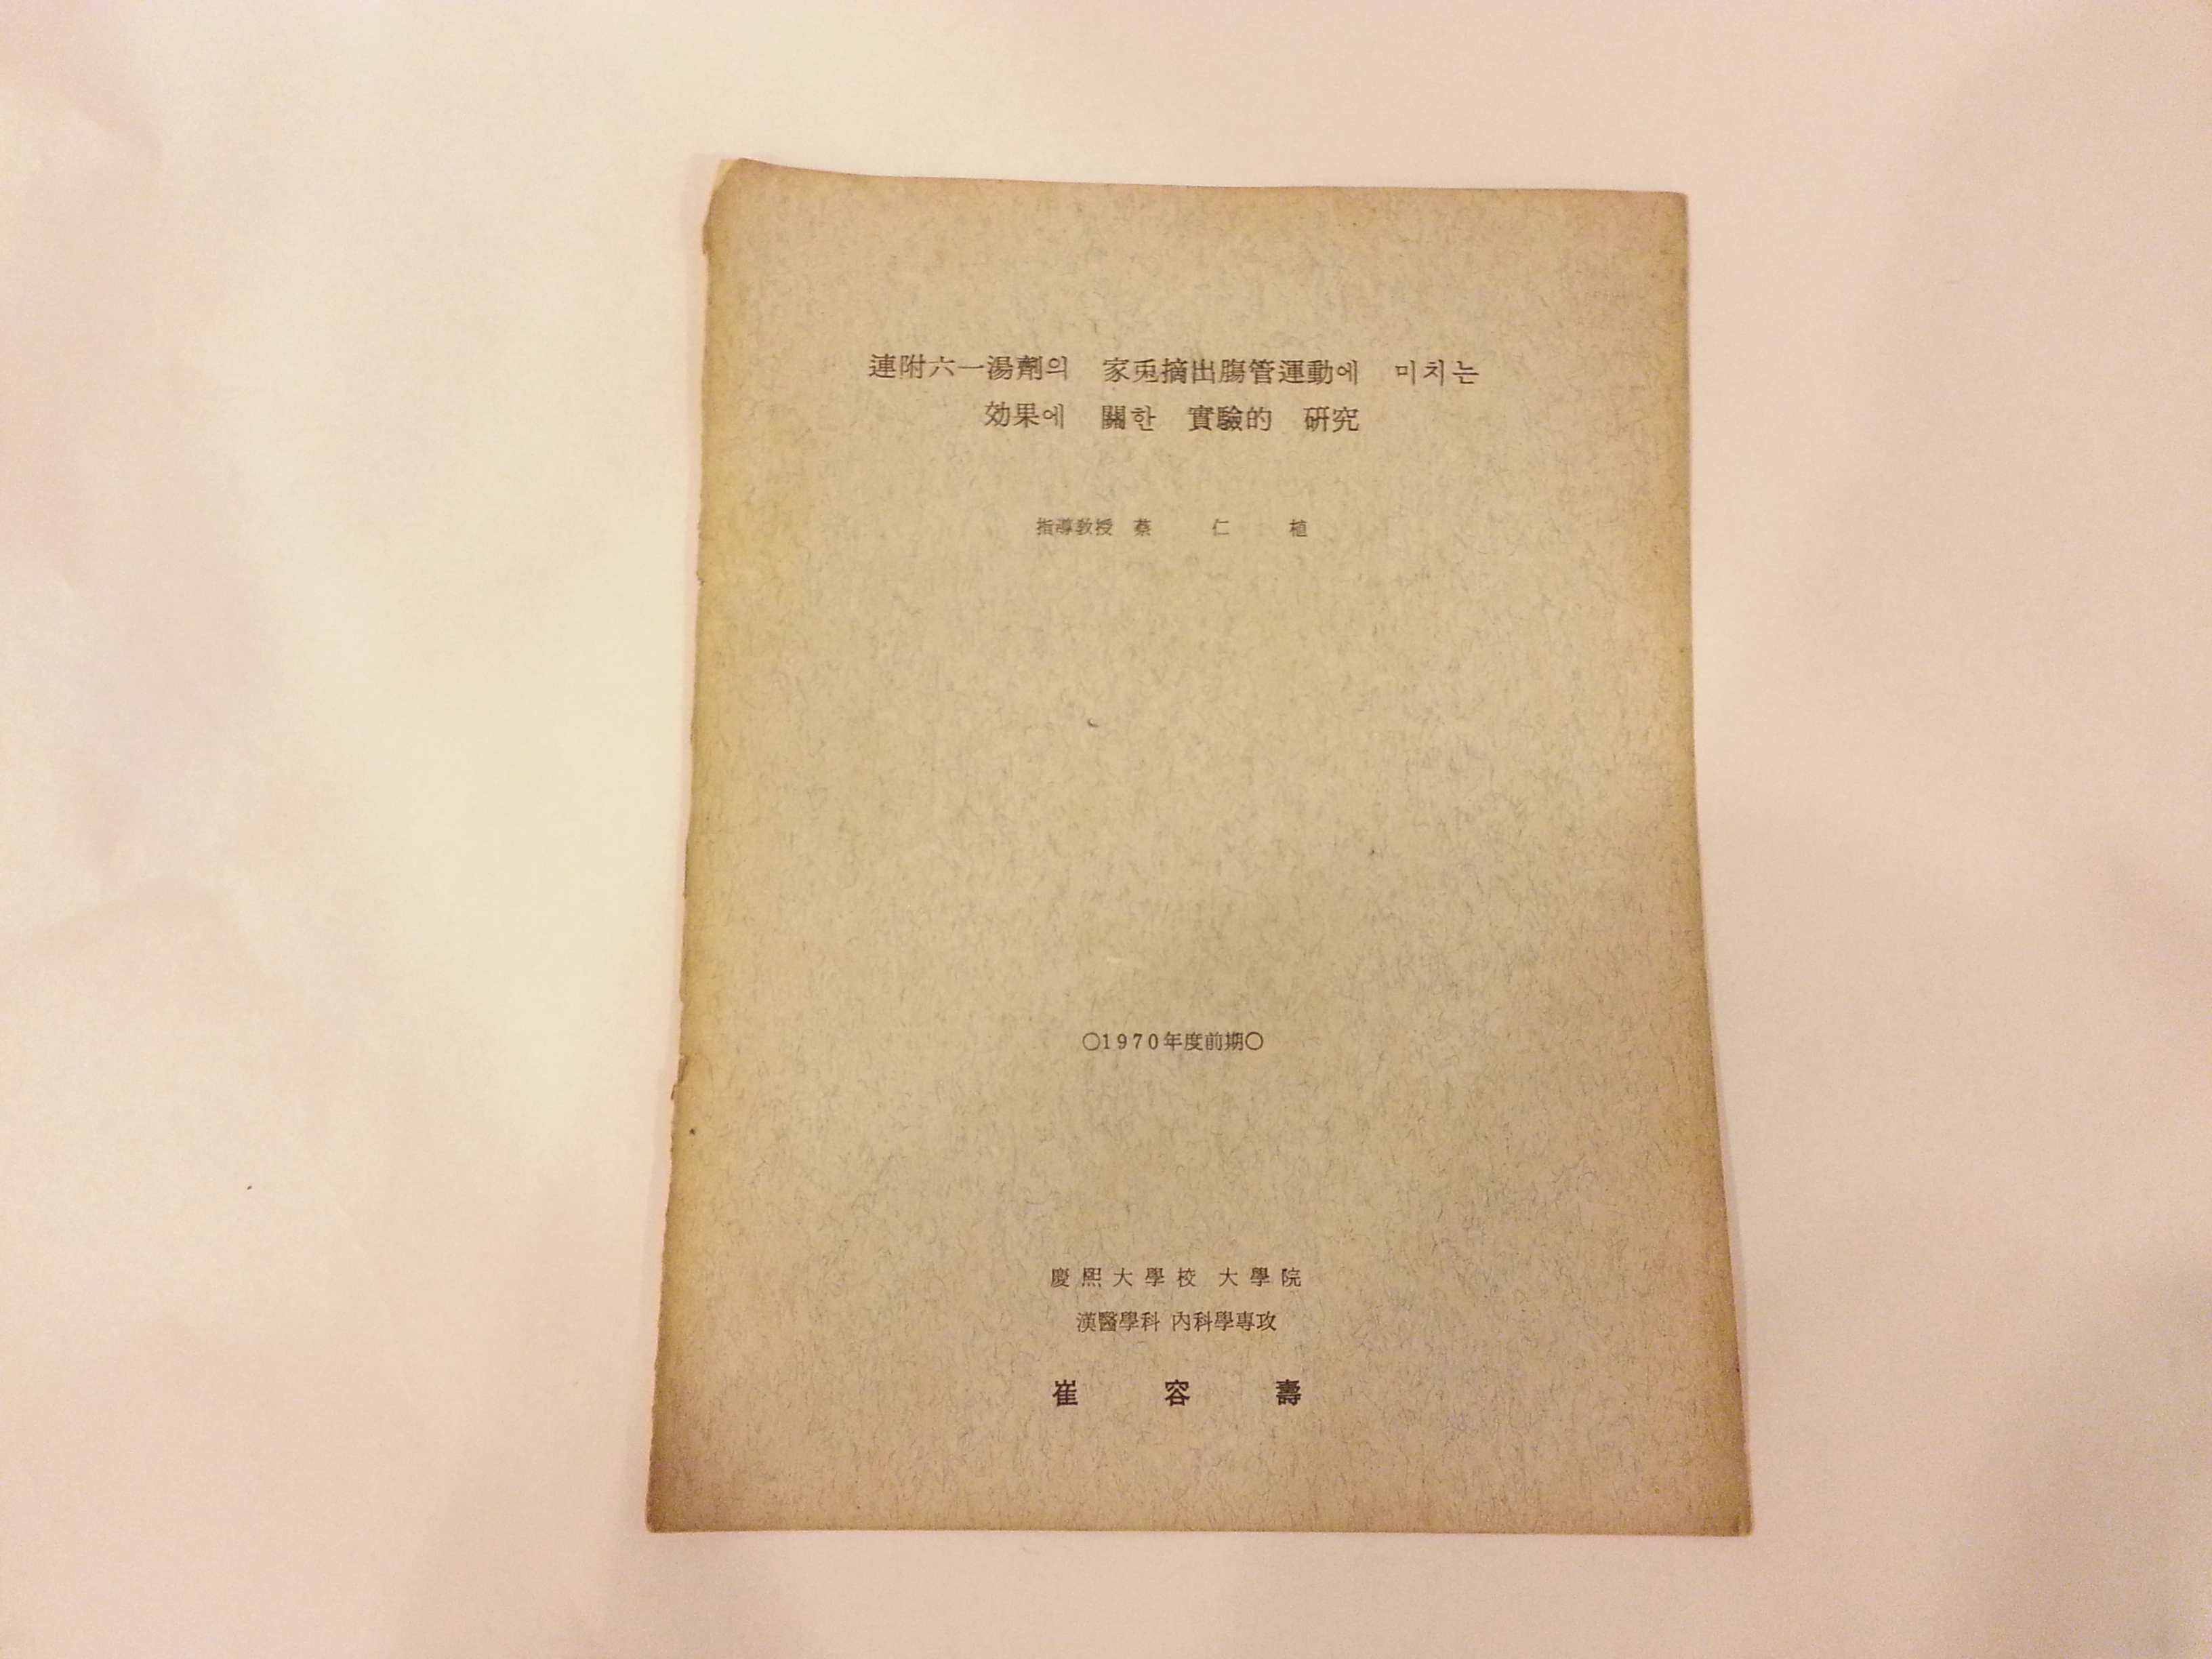 連附六一湯劑의 家兎摘出膓管運動에 미치는
効果에 關한 實驗的 硏究
指導敎授 蔡 仁 植
○1970年度前期○
慶熙大學校 大學院
漢醫學科 內科學專攻
崔 容 壽